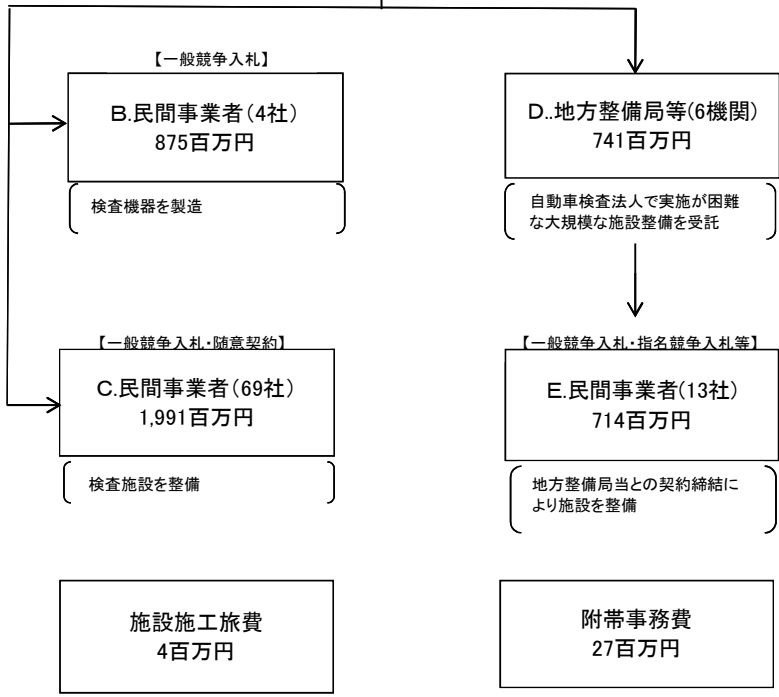 【一般競争入札】
B.民間事業者(4社)
875百万円
検査機器を製造
D..地方整備局等(6機関)
741百万円
自動車検査法人で実施が困難
な大規模な施設整備を受託
【一般競争入札・随意契約】
C.民間事業者(69社)
1,991百万円
検査施設を整備
【一般競争入札・指名競争入札等】
E.民間事業者(13社)
714百万円
地方整備局当との契約締結に
より施設を整備
施設施工旅費
4百万円
附帯事務費
27百万円